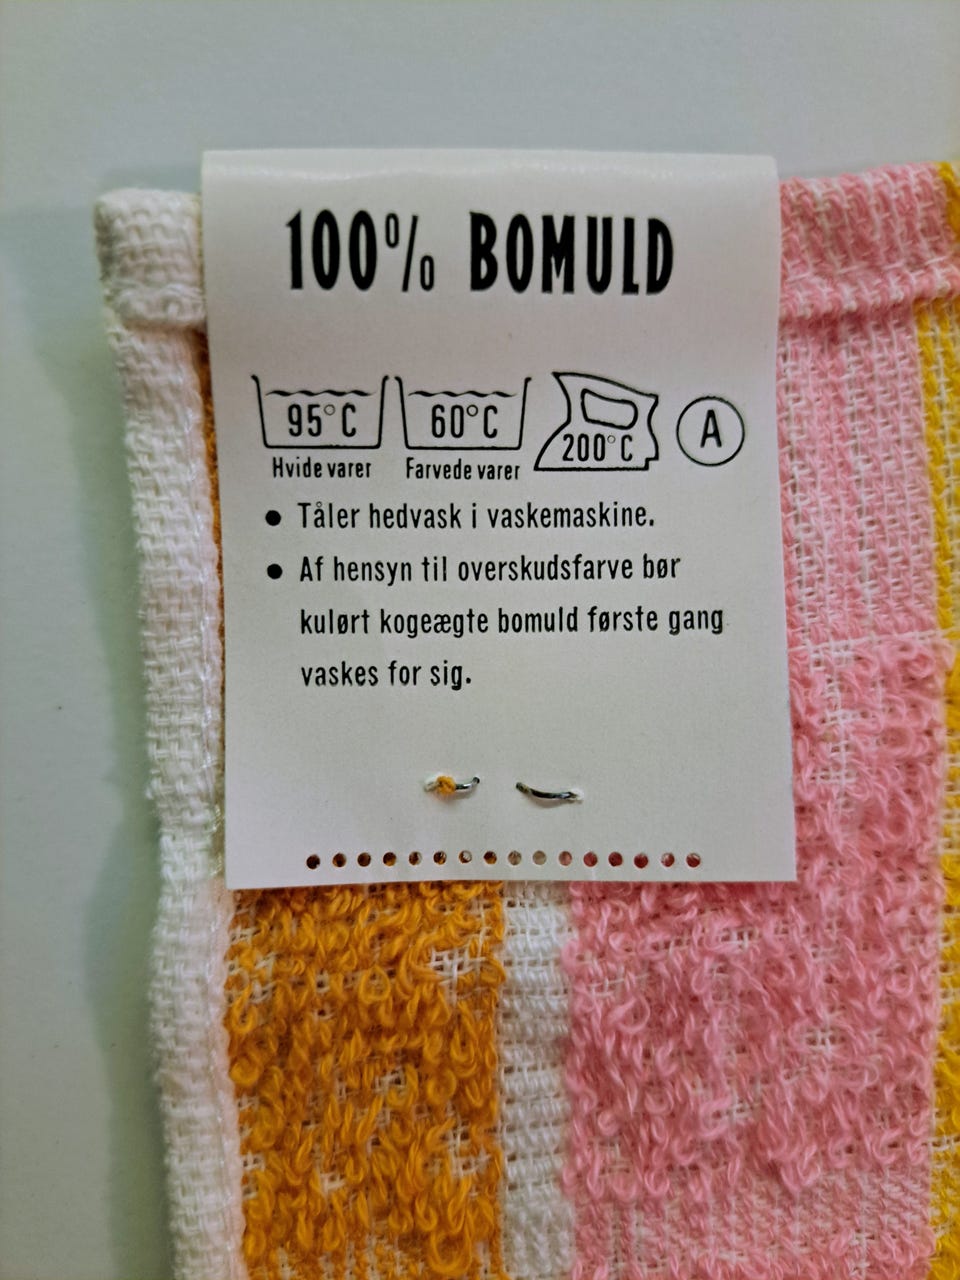 100% BOMULD
95°C 60°C 200°C A
Hvide varer Farvede varer
● Tåler hedvask i vaskemaskine.
● Af hensyn til overskudsfarve bør
kulørt kogeægte bomuld første gang
vaskes for sig.